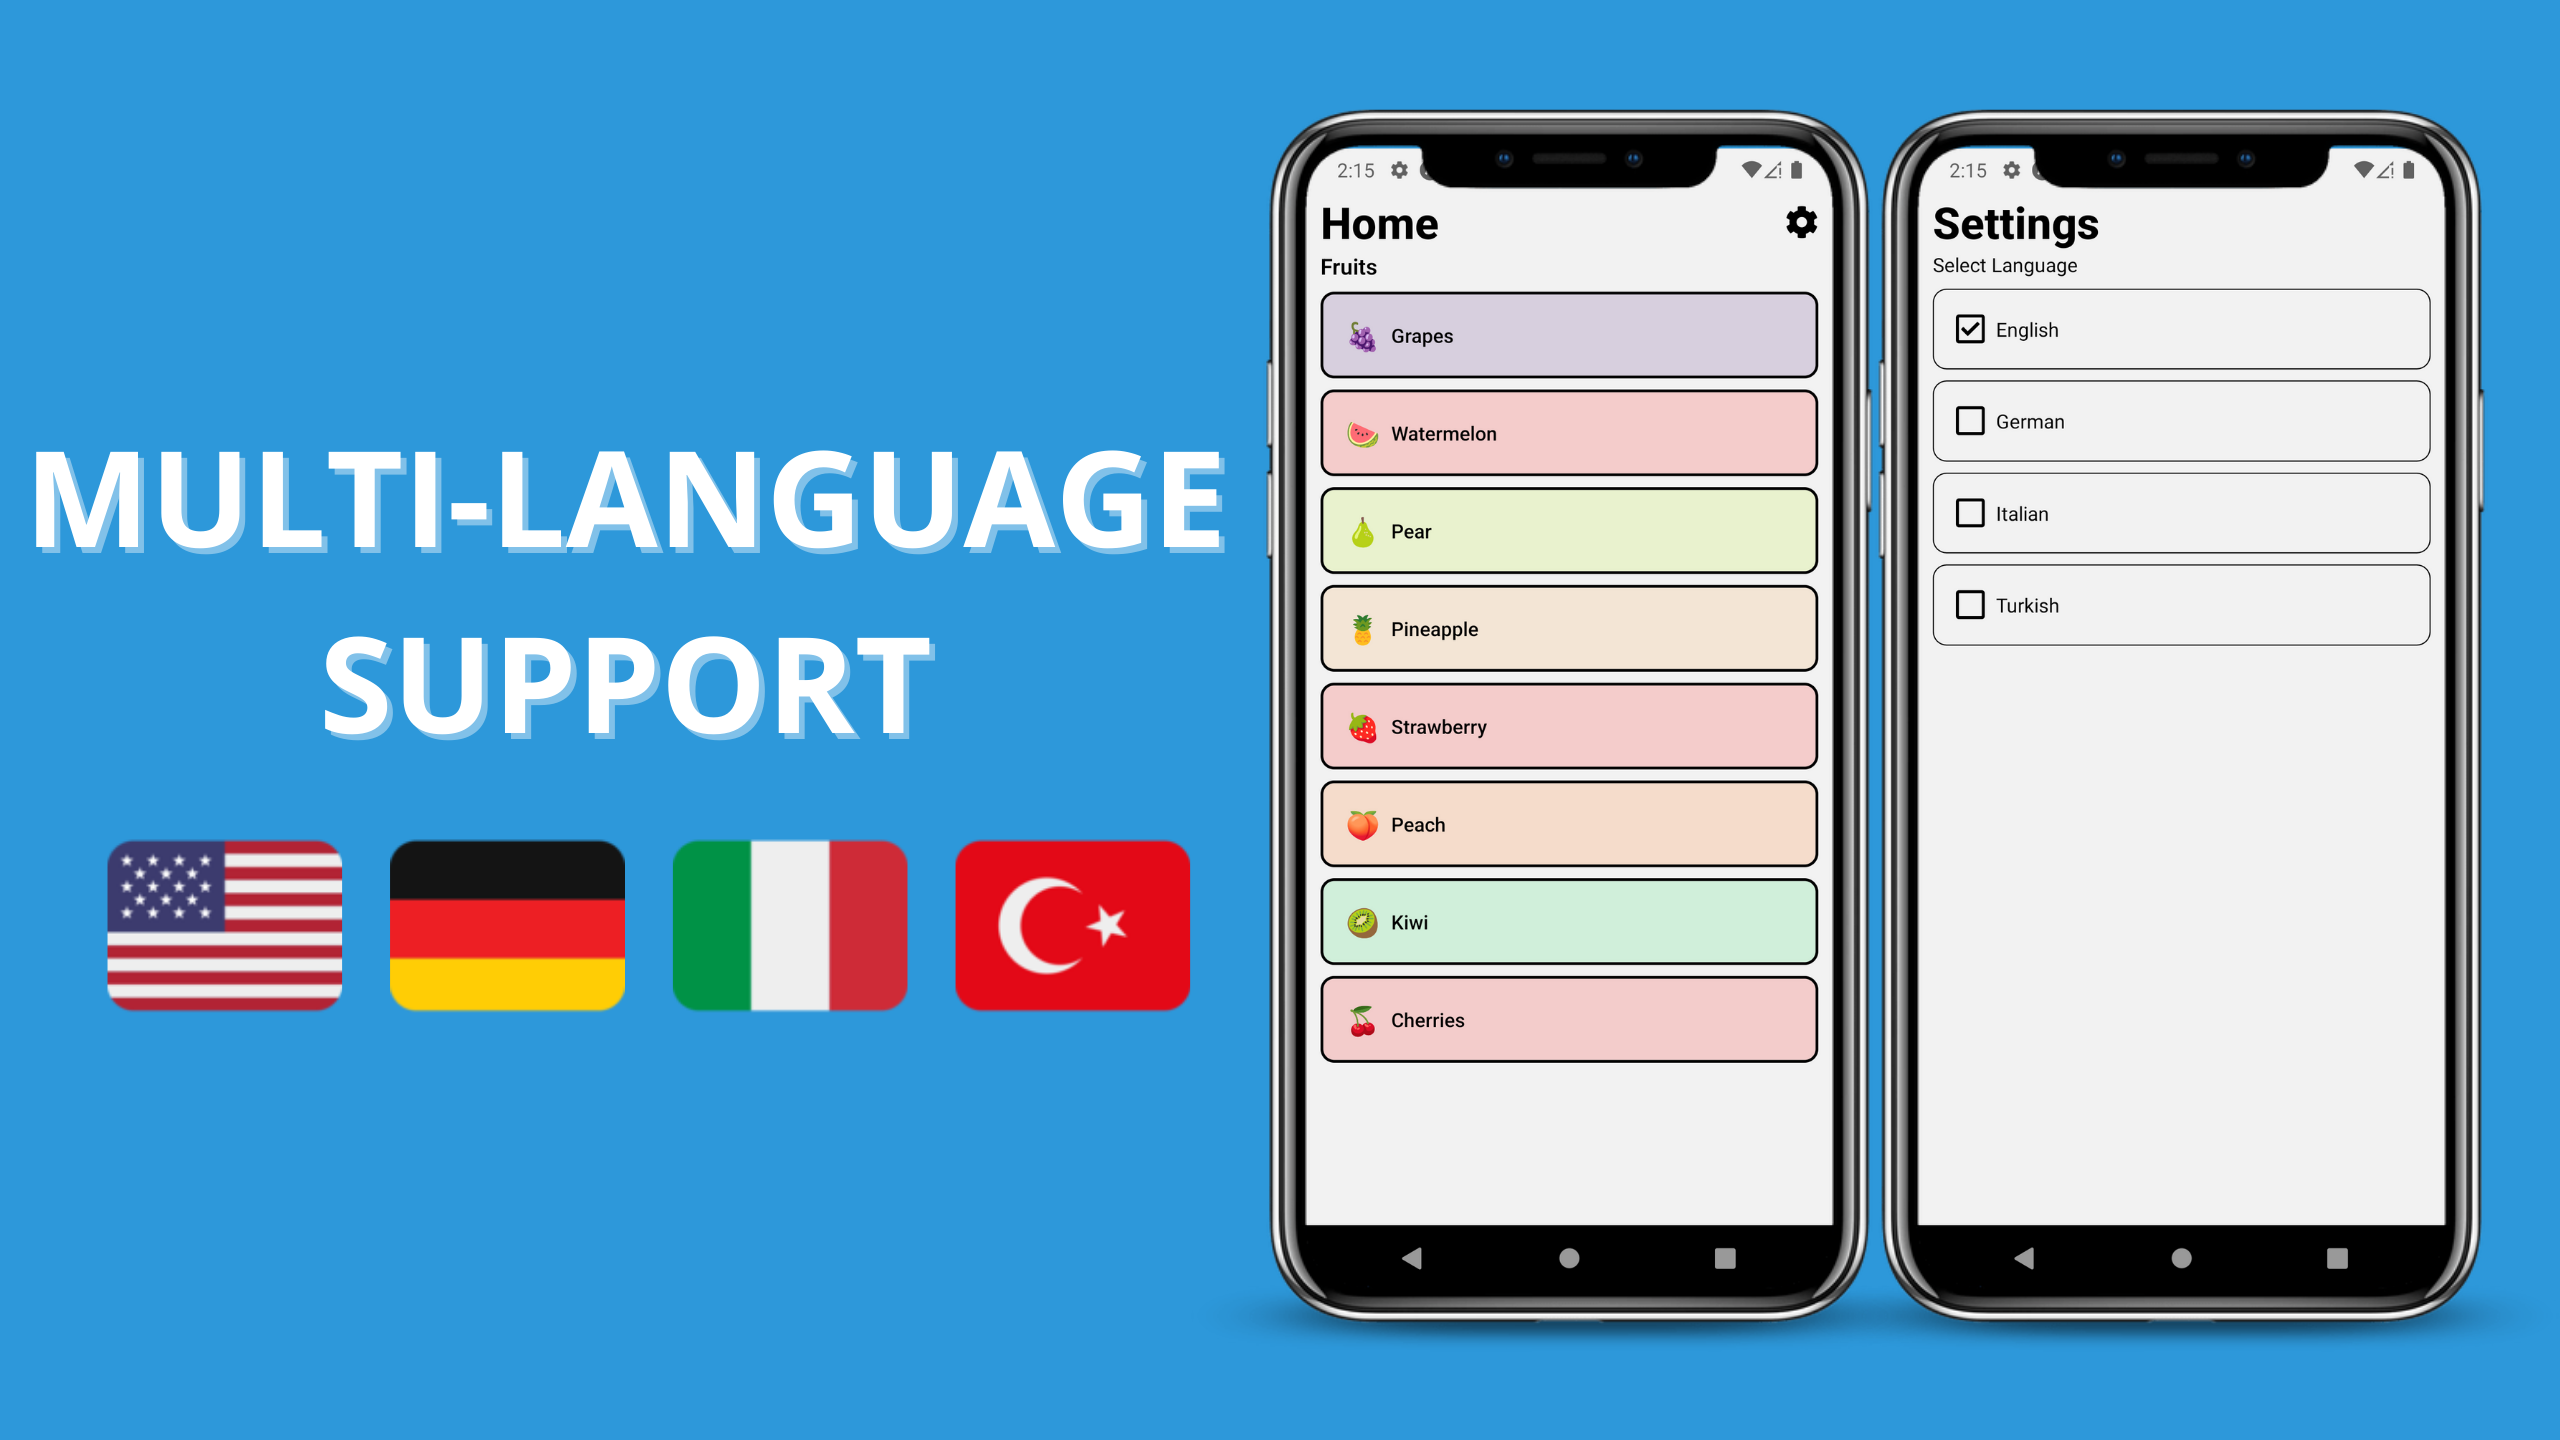 MULTI-LANGUAGE
SUPPORT
2:15
Home
Fruits
Grapes
Watermelon
Pear
Pineapple
Strawberry
Peach
Kiwi
Cherries
2:15
Settings
Select Language
English
German
Italian
Turkish